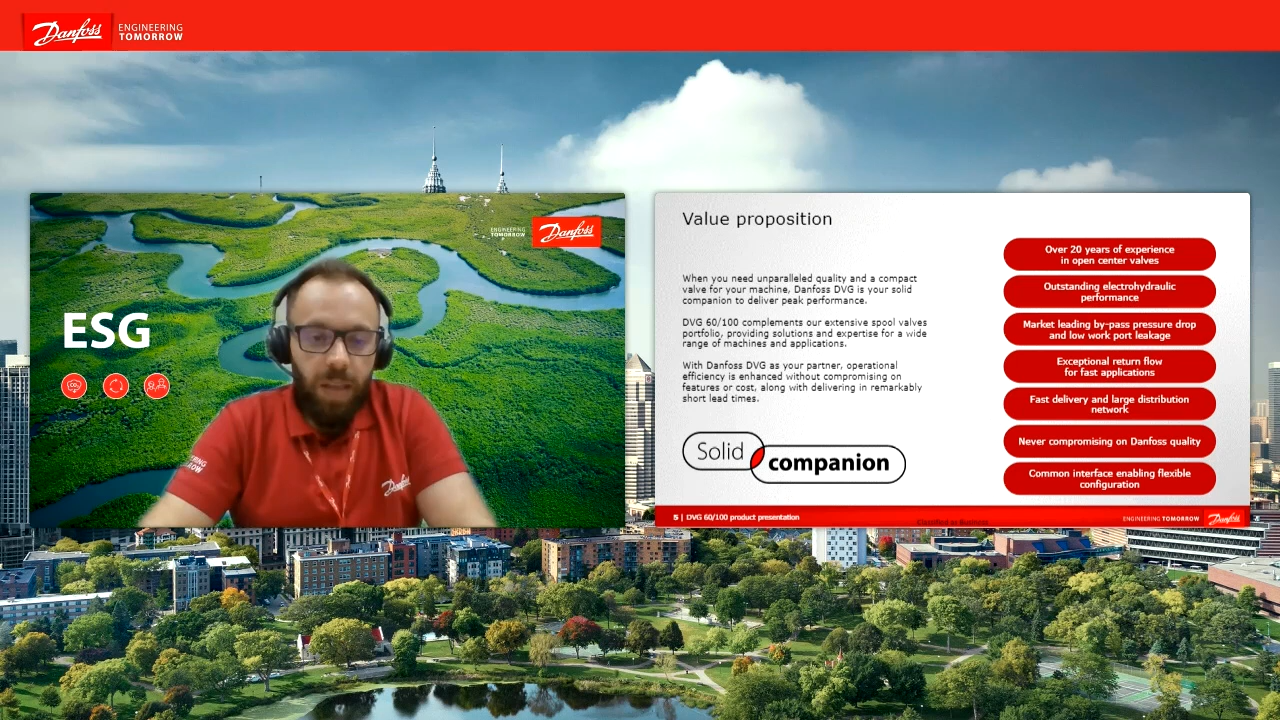 Danfoss
ENGINEERING
TOMORROW
ENGINEERING
TOMORROW
Danfoss
ESG
CO₂
Danfoss
Value proposition
When you need unparalleled quality and a compact
valve for your machine, Danfoss DVG is your solid
companion to deliver peak performance.
DVG 60/100 complements our extensive spool valves
portfolio, providing solutions and expertise for a wide
range of machines and applications.
With Danfoss DVG as your partner, operational
efficiency is enhanced without compromising on
features or cost, along with delivering in remarkably
short lead times.
Solid
companion
Over 20 years of experience
in open center valves
Outstanding electrohydraulic
performance
Market leading by-pass pressure drop
and low work port leakage
Exceptional return flow
for fast applications
Fast delivery and large distribution
network
Never compromising on Danfoss quality
Common interface enabling flexible
configuration
5 | DVG 60/100 product presentation
Classified as Business
ENGINEERING TOMORROW
Danfoss